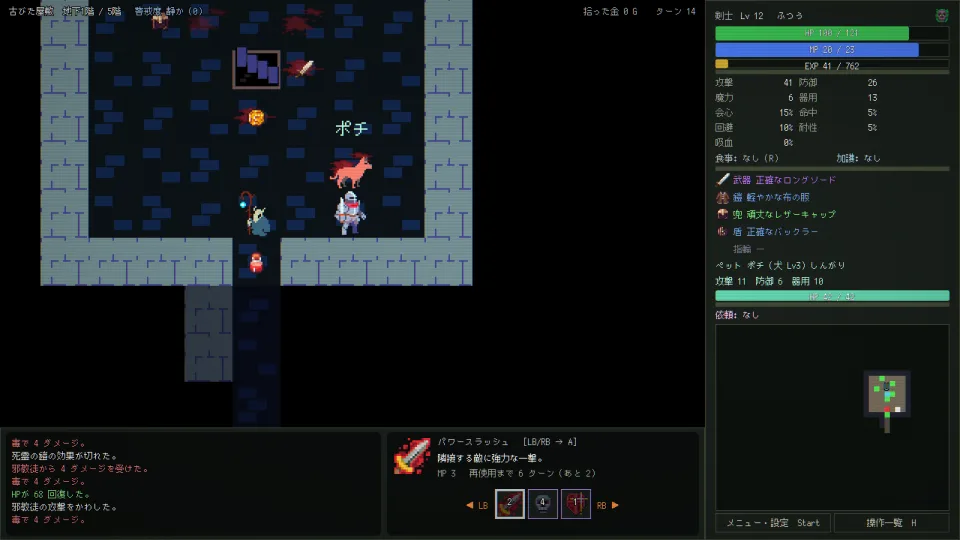 古びた屋敷 地下1階 / 5階 警戒度 静か (0)
拾った金 0 G ターン 14
ポチ
毒で 4 ダメージ。
死霊の鎧の効果が切れた。
邪教徒から 4 ダメージを受けた。
毒で 4 ダメージ。
HPが 68 回復した。
邪教徒の攻撃をかわした。
毒で 4 ダメージ。
パワースラッシュ [LB/RB → A]
隣接する敵に強力な一撃。
MP 3 再使用まで 6 ターン (あと 2)
◀ LB 2 4 RB ▶
剣士 Lv 12 ふつう
HP 100 / 121
MP 20 / 23
EXP 41 / 762
攻撃 41 防御 26
魔力 6 器用 13
会心 15% 命中 5%
回避 10% 耐性 5%
吸血 0%
食事: なし (R) 加護: なし
武器 正確なロングソード
鎧 軽やかな布の服
兜 頑丈なレザーキャップ
盾 正確なバックラー
指輪 —
ペット ポチ (犬 Lv3) しんがり
攻撃 11 防御 6 器用 10
依頼: なし
メニュー・設定 Start
操作一覧 H